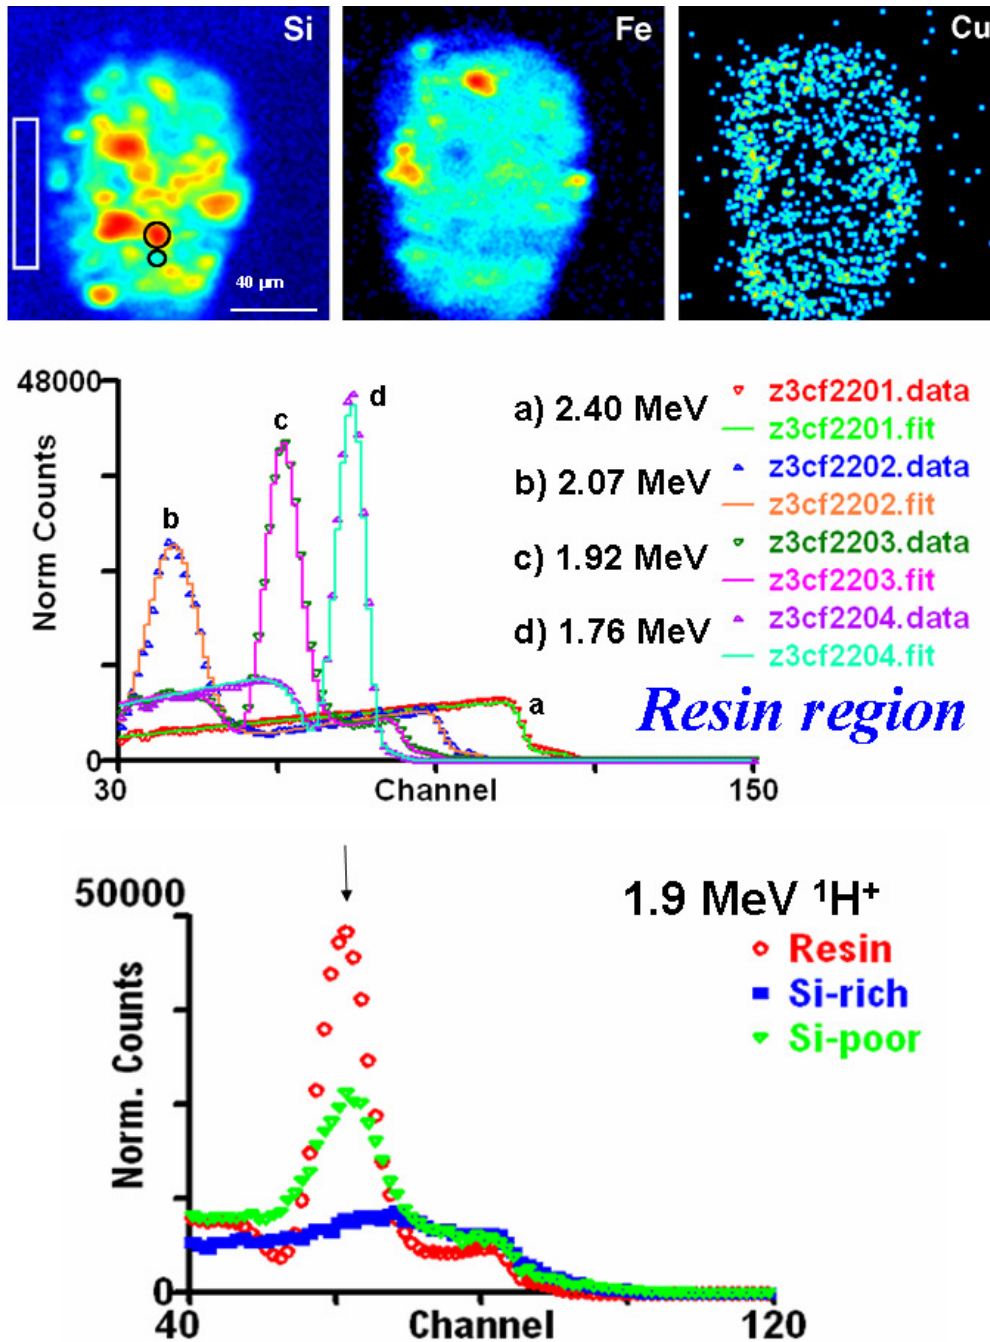 Si
Fe
Cu
40 μm
48000
Norm Counts
0
30
Channel
150
b
c
d
a
a) 2.40 MeV
b) 2.07 MeV
c) 1.92 MeV
d) 1.76 MeV
z3cf2201.data
z3cf2201.fit
z3cf2202.data
z3cf2202.fit
z3cf2203.data
z3cf2203.fit
z3cf2204.data
z3cf2204.fit
Resin region
50000
Norm. Counts
0
40
Channel
120
1.9 MeV ¹H⁺
Resin
Si-rich
Si-poor